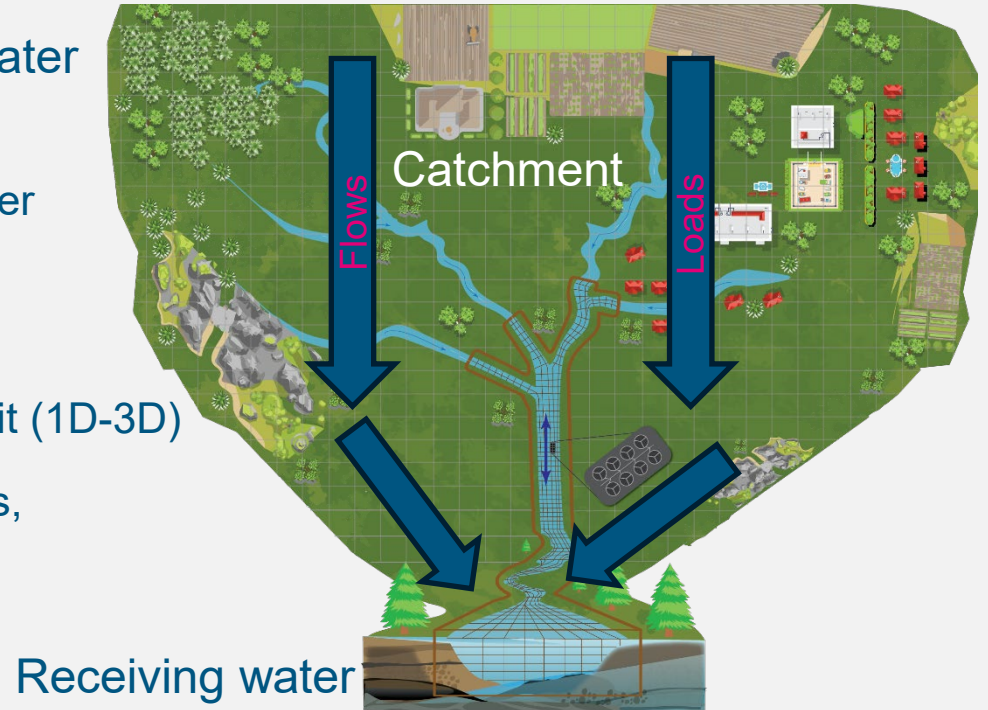 ater
er
it (1D-3D)
s,
Catchment
Flows
Loads
Receiving water